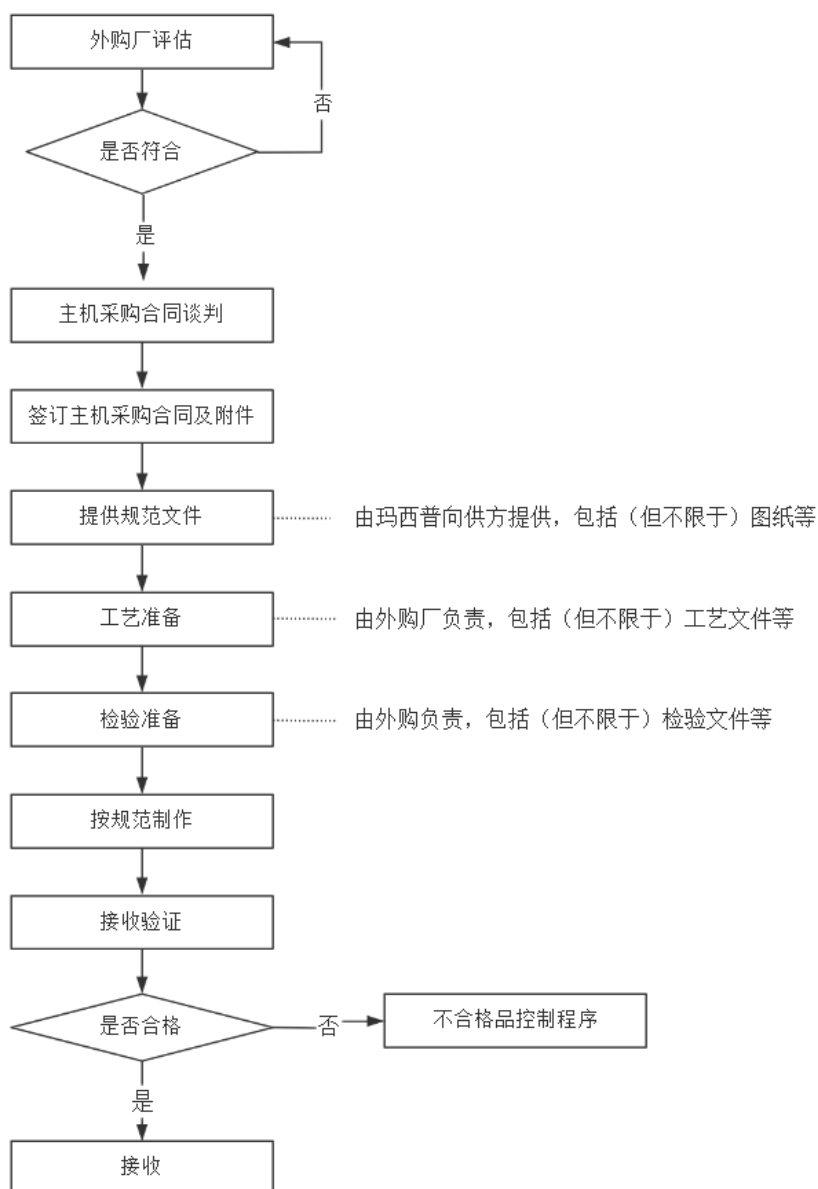 外购厂评估
否
是否符合
是
主机采购合同谈判
签订主机采购合同及附件
提供规范文件
由玛西普向供方提供，包括（但不限于）图纸等
工艺准备
由外购厂负责，包括（但不限于）工艺文件等
检验准备
由外购负责，包括（但不限于）检验文件等
按规范制作
接收验证
是否合格
否
不合格品控制程序
是
接收